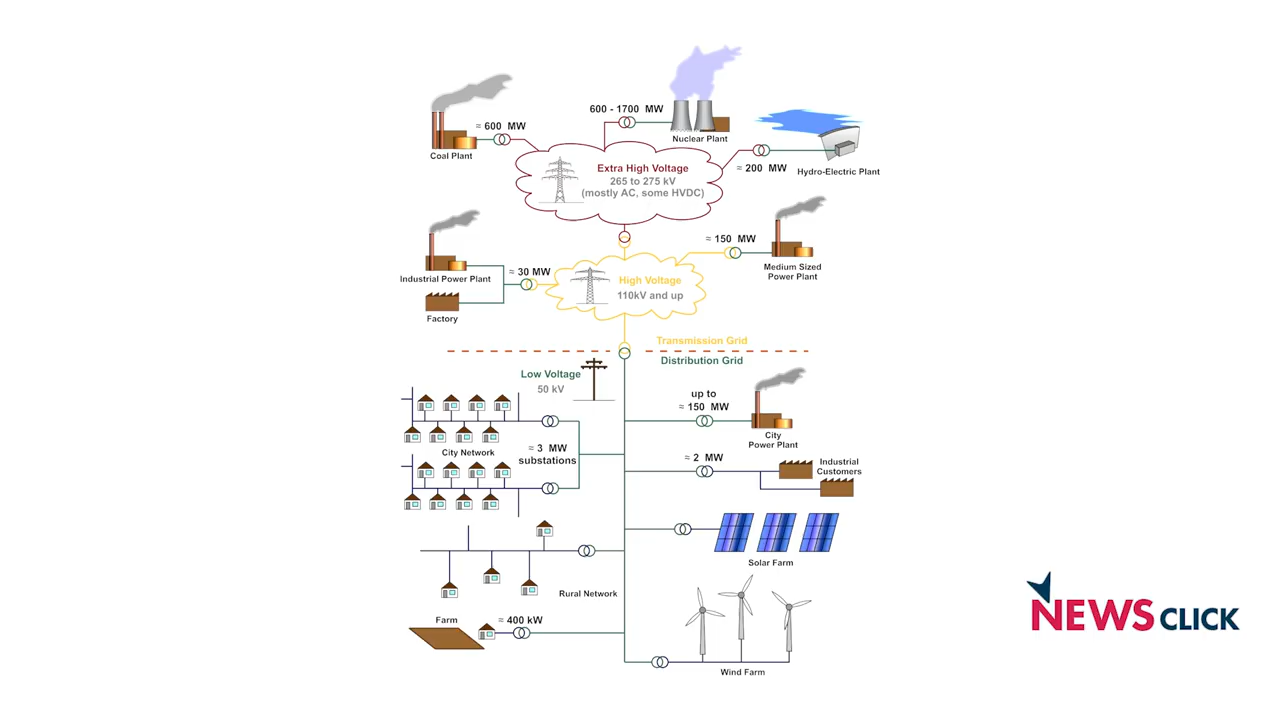 600 - 1700 MW
≈ 600 MW
Nuclear Plant
Coal Plant
Extra High Voltage
265 to 275 kV
(mostly AC, some HVDC)
≈ 200 MW
Hydro-Electric Plant
≈ 150 MW
Medium Sized
Power Plant
≈ 30 MW
Industrial Power Plant
High Voltage
110kV and up
Factory
Transmission Grid
Distribution Grid
Low Voltage
50 kV
up to
≈ 150 MW
City
Power Plant
City Network
≈ 3 MW
substations
≈ 2 MW
Industrial
Customers
Solar Farm
Rural Network
Farm
≈ 400 kW
Wind Farm
NEWSCLICK